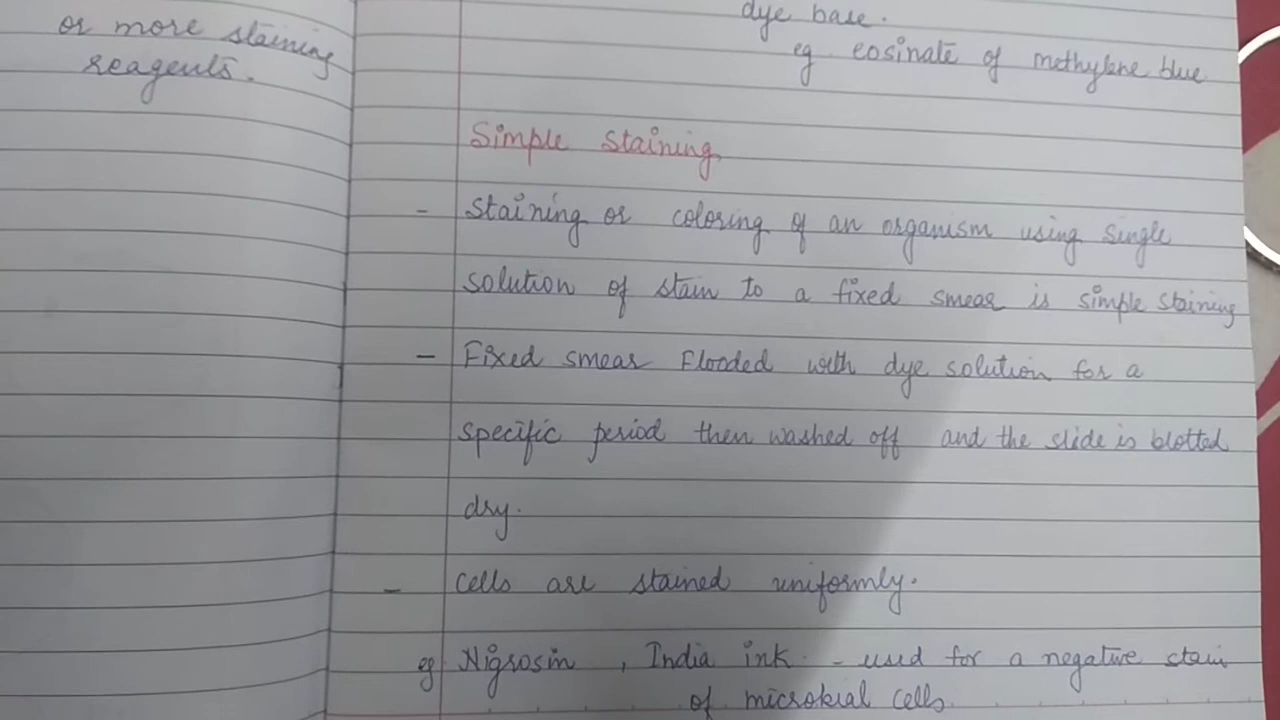 or more staining
reagents.
dye base.
eg eosinate of methylene blue
Simple Staining
- Staining or coloring of an organism using single
solution of stain to a fixed smear is simple staining
- Fixed smear Flooded with dye solution for a
specific period then washed off and the slide is blotted
dry.
- cells are stained uniformly.
eg Nigrosin , India ink - used for a negative stain
of microbial cells.